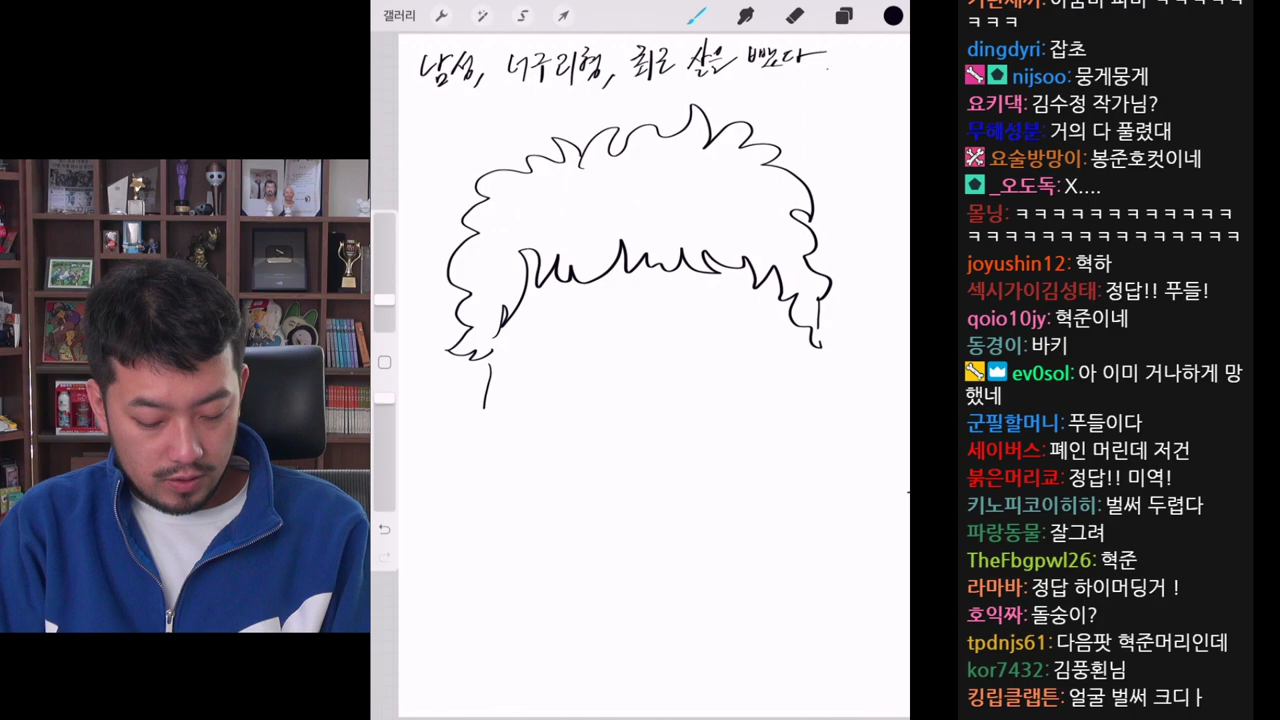 갤러리
남성, 너구리형, 최근 살을 뺐다.
ㅋㅋㅋ
dingdyri: 잡초
nijsoo: 뭉게뭉게
요키댁: 김수정 작가님?
무해성분: 거의 다 풀렸대
요술방망이: 봉준호컷이네
_오도독: X....
몰닝: ㅋㅋㅋㅋㅋㅋㅋㅋㅋㅋㅋㅋ
ㅋㅋㅋㅋㅋㅋㅋㅋㅋㅋㅋㅋㅋㅋㅋ
joyushin12: 혁하
섹시가이김성태: 정답!! 푸들!
qoio10jy: 혁준이네
동경이: 바키
ev0sol: 아 이미 거나하게 망
했네
군필할머니: 푸들이다
세이버스: 폐인 머린데 저건
붉은머리쿄: 정답!! 미역!
키노피코이히히: 벌써 두렵다
파랑동물: 잘그려
TheFbgpwl26: 혁준
라마바: 정답 하이머딩거 !
호익짜: 돌숭이?
tpdnjs61: 다음팟 혁준머리인데
kor7432: 김풍횐님
킹립클랩튼: 얼굴 벌써 크디ㅏ